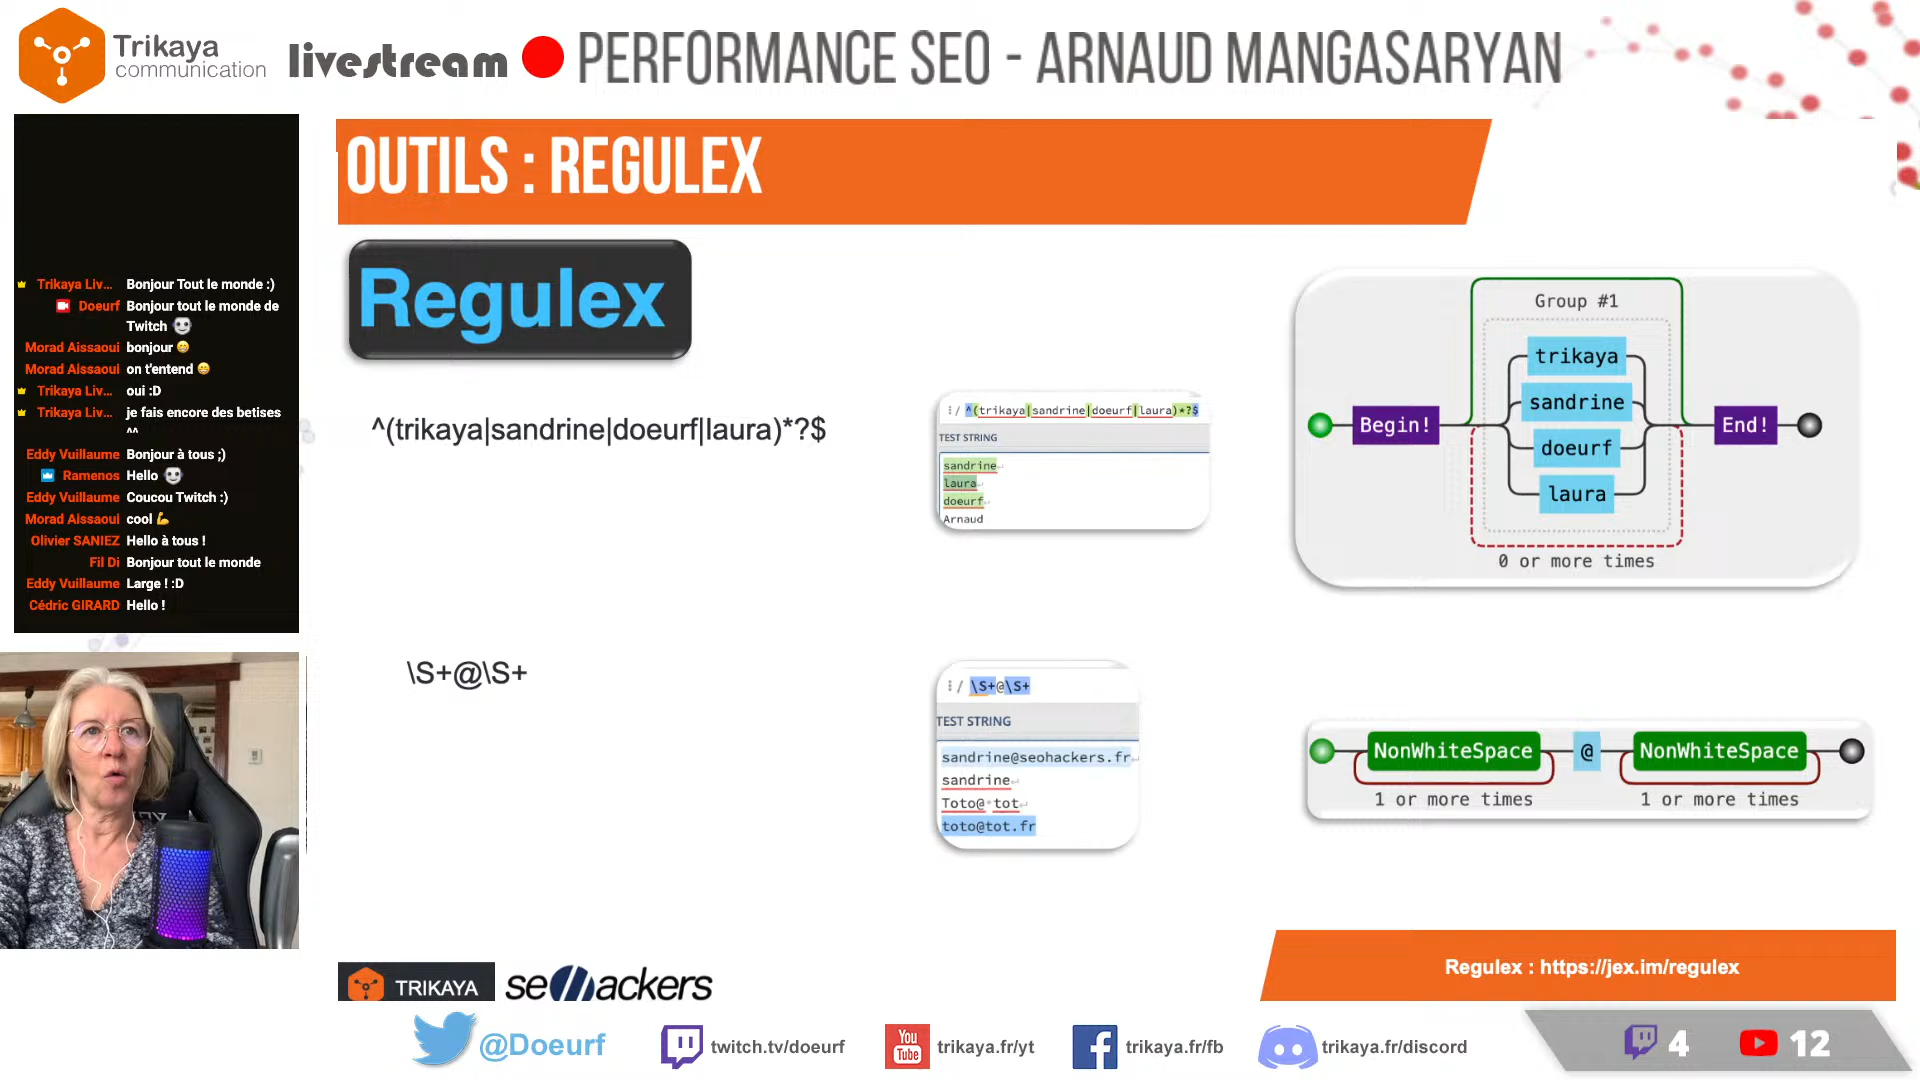 Trikaya
communication
livestream
PERFORMANCE SEO - ARNAUD MANGASARYAN
Trikaya Liv... Bonjour Tout le monde :)
Doeurf Bonjour tout le monde de
Twitch
Morad Aissaoui bonjour 😁
Morad Aissaoui on t'entend 😁
Trikaya Liv... oui :D
Trikaya Liv... je fais encore des betises
^^
Eddy Vuillaume Bonjour à tous ;)
Ramenos Hello
Eddy Vuillaume Coucou Twitch :)
Morad Aissaoui cool 💪
Olivier SANIEZ Hello à tous !
Fil Di Bonjour tout le monde
Eddy Vuillaume Large ! :D
Cédric GIRARD Hello !
OUTILS : REGULEX
Regulex
^(trikaya|sandrine|doeurf|laura)*?$
⋮/ ^(trikaya|sandrine|doeurf|laura)*?$
TEST STRING
sandrine
laura
doeurf
Arnaud
Group #1
trikaya
sandrine
doeurf
laura
Begin!
End!
0 or more times
\S+@\S+
⋮/ \S+@\S+
TEST STRING
sandrine@seohackers.fr
sandrine
Toto@ tot
toto@tot.fr
NonWhiteSpace @ NonWhiteSpace
1 or more times 1 or more times
TRIKAYA
seHackers
Regulex : https://jex.im/regulex
@Doeurf
twitch.tv/doeurf
You
Tube
trikaya.fr/yt
trikaya.fr/fb
trikaya.fr/discord
4
12